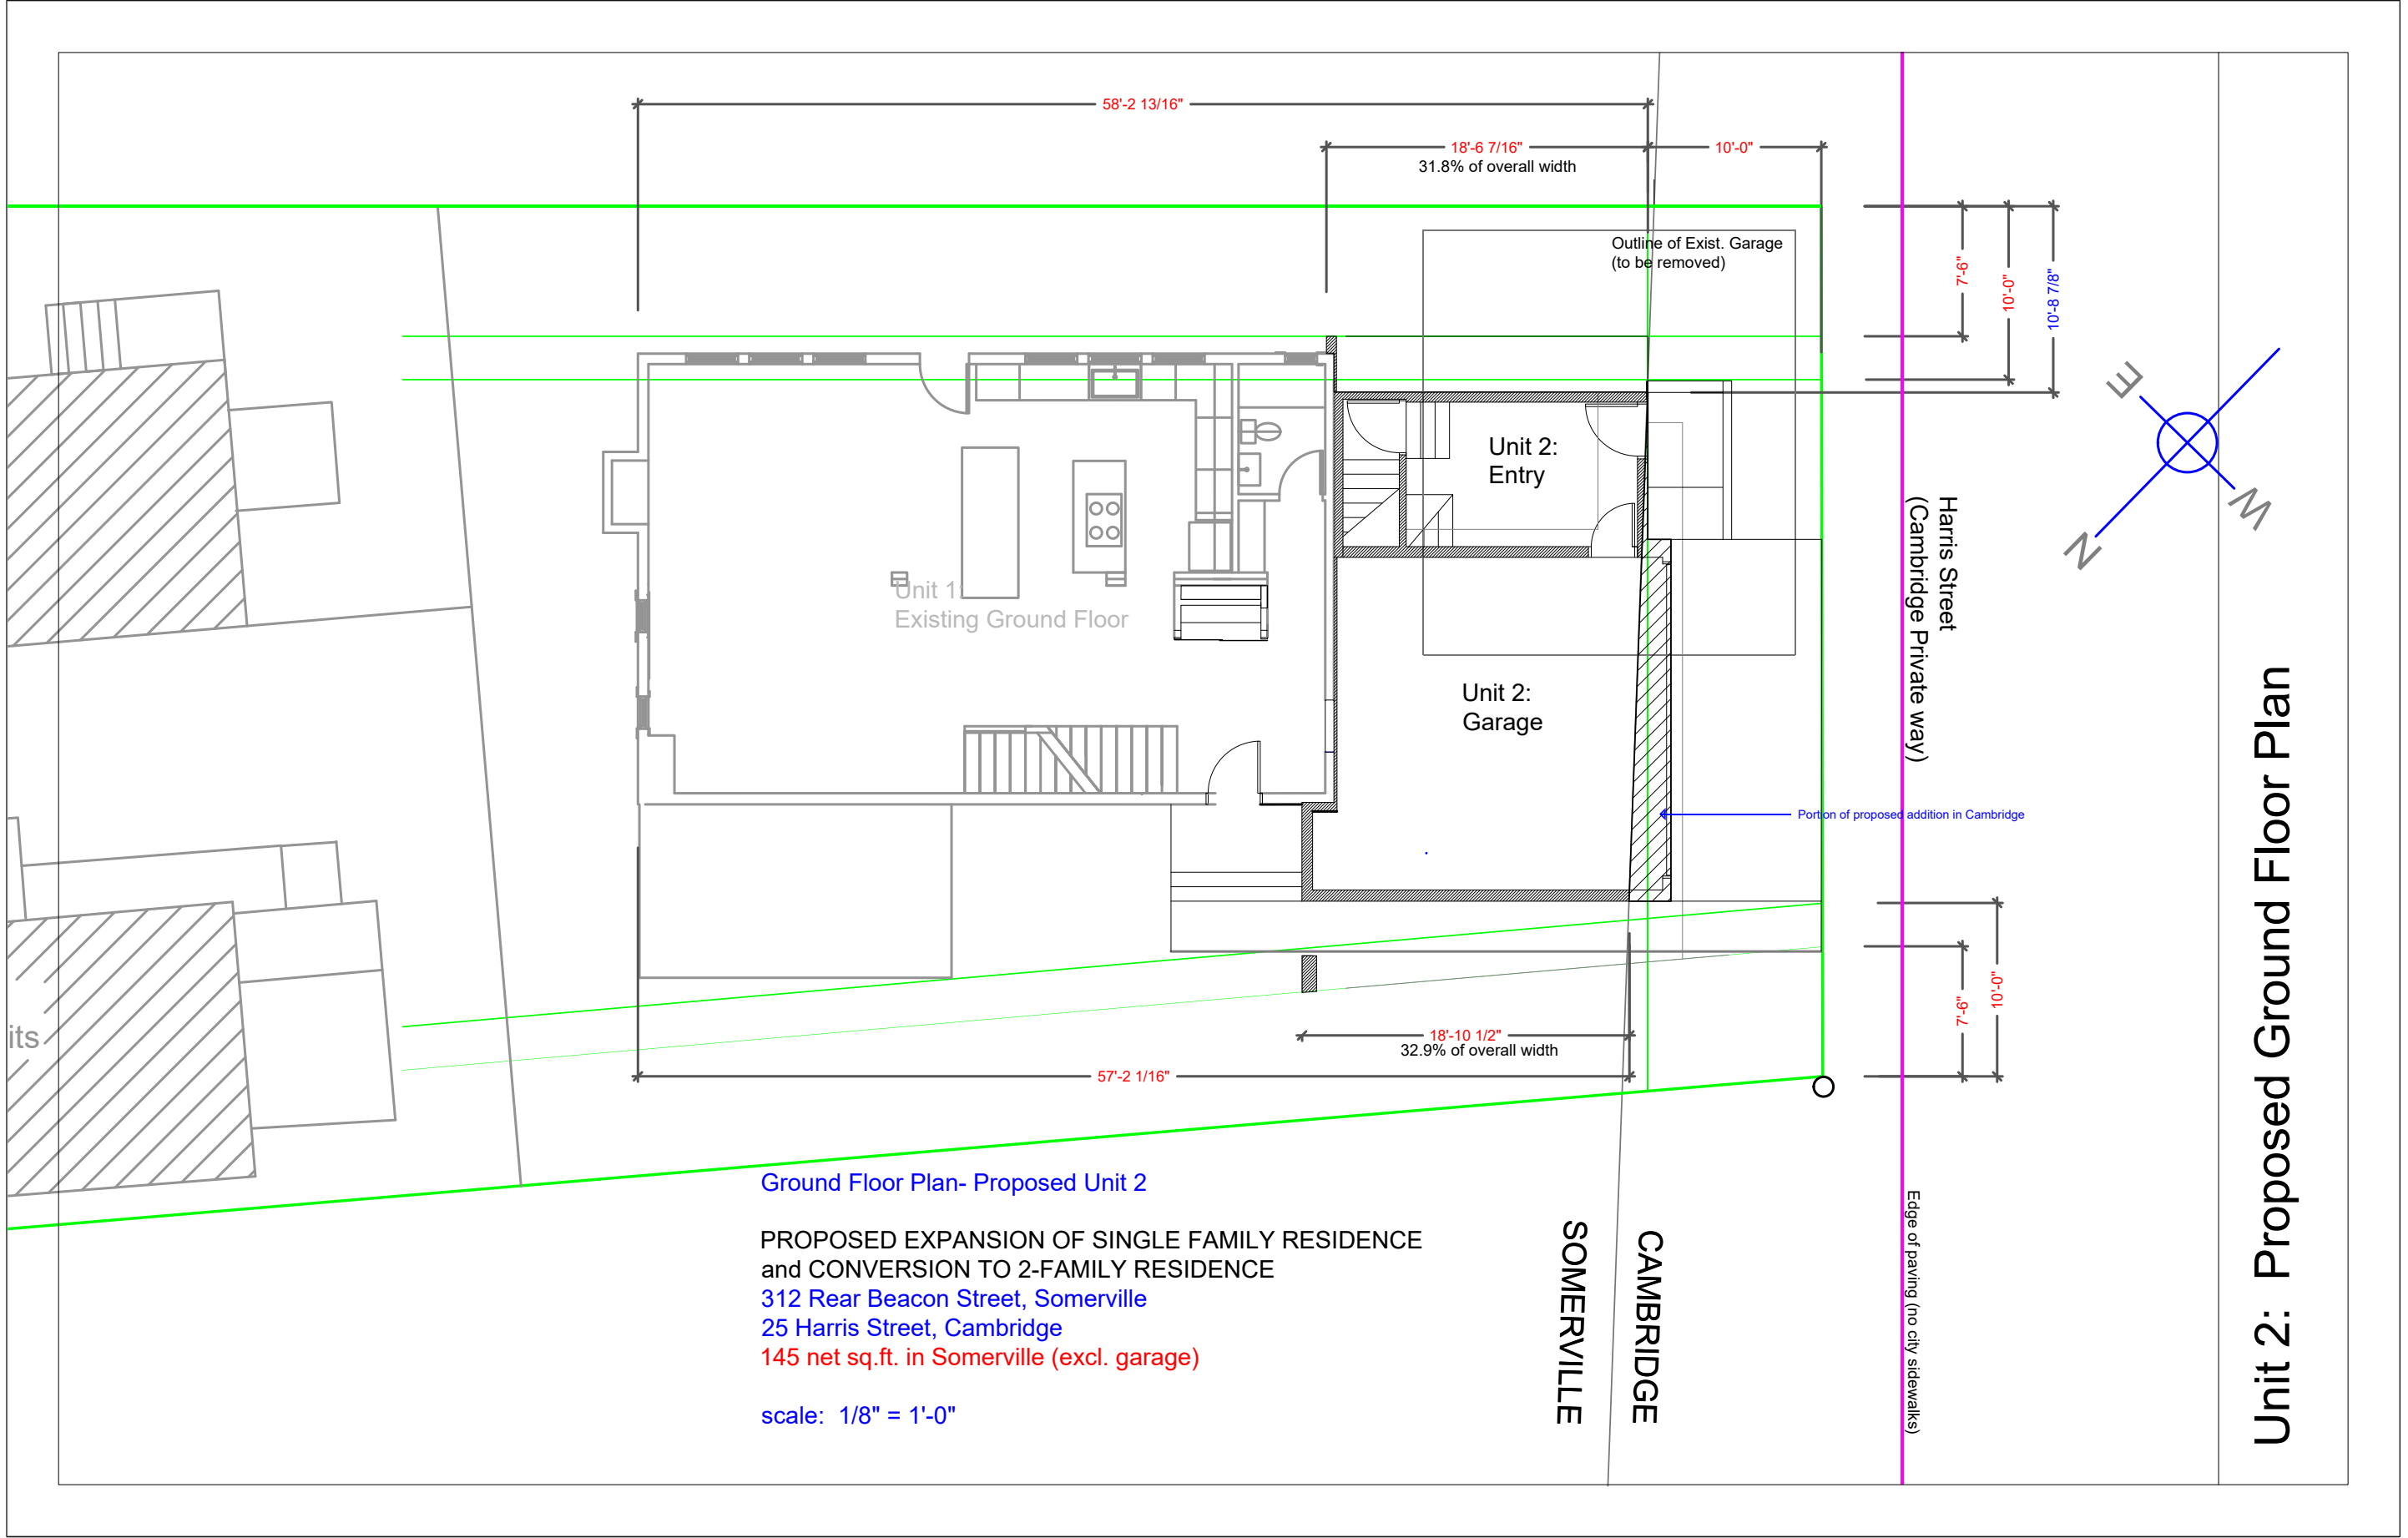 58'-2 13/16"
18'-6 7/16"
31.8% of overall width
10'-0"
Outline of Exist. Garage
(to be removed)
7'-6"
10'-0"
10'-8 7/8"
E
W
N
Unit 2:
Entry
Harris Street
(Cambridge Private way)
Unit 1:
Existing Ground Floor
Unit 2:
Garage
Portion of proposed addition in Cambridge
its
7'-6"
10'-0"
18'-10 1/2"
32.9% of overall width
57'-2 1/16"
Ground Floor Plan- Proposed Unit 2
PROPOSED EXPANSION OF SINGLE FAMILY RESIDENCE
and CONVERSION TO 2-FAMILY RESIDENCE
312 Rear Beacon Street, Somerville
25 Harris Street, Cambridge
145 net sq.ft. in Somerville (excl. garage)
scale: 1/8" = 1'-0"
SOMERVILLE
CAMBRIDGE
Edge of paving (no city sidewalks)
Unit 2: Proposed Ground Floor Plan